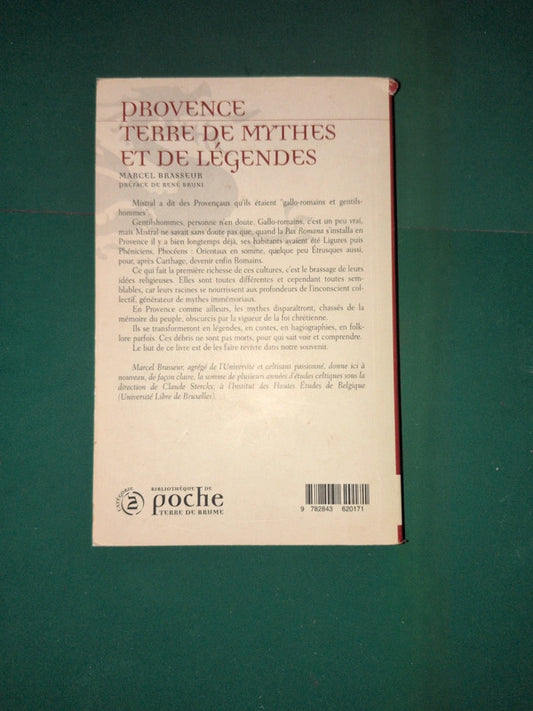 PROVENCE
TERRE DE MYTHES
ET DE LÉGENDES
MARCEL BRASSEUR
PRÉFACE DE RENÉ BRUNI
Mistral a dit des Provençaux qu'ils étaient "gallo-romains et gentils-
hommes".
Gentilshommes, personne n'en doute. Gallo-romains, c'est un peu vrai,
mais Mistral ne savait sans doute pas que, quand la Pax Romana s'installa en
Provence il y a bien longtemps déjà, ses habitants avaient été Ligures puis
Phéniciens, Phocéens : Orientaux en somme, quelque peu Étrusques aussi,
pour, après Carthage, devenir enfin Romains.
Ce qui fait la première richesse de ces cultures, c'est le brassage de leurs
idées religieuses. Elles sont toutes différentes et cependant toutes sem-
blables, car leurs racines se nourrissent aux profondeurs de l'inconscient col-
lectif, générateur de mythes immémoriaux.
En Provence comme ailleurs, les mythes disparaîtront, chassés de la
mémoire du peuple, obscurcis par la vigueur de la foi chrétienne.
Ils se transformeront en légendes, en contes, en hagiographies, en folk-
lore parfois. Ces débris ne sont pas morts, pour qui sait voir et comprendre.
Le but de ce livre est de les faire revivre dans notre souvenir.
Marcel Brasseur, agrégé de l'Université et celtisant passionné, donne ici à
nouveau, de façon claire, la somme de plusieurs années d'études celtiques sous la
direction de Claude Sterckx, à l'Institut des Hautes Études de Belgique
(Université Libre de Bruxelles).
CATÉGORIE
2
BIBLIOTHÈQUE DE
poche
TERRE DE BRUME
9 782843 620171